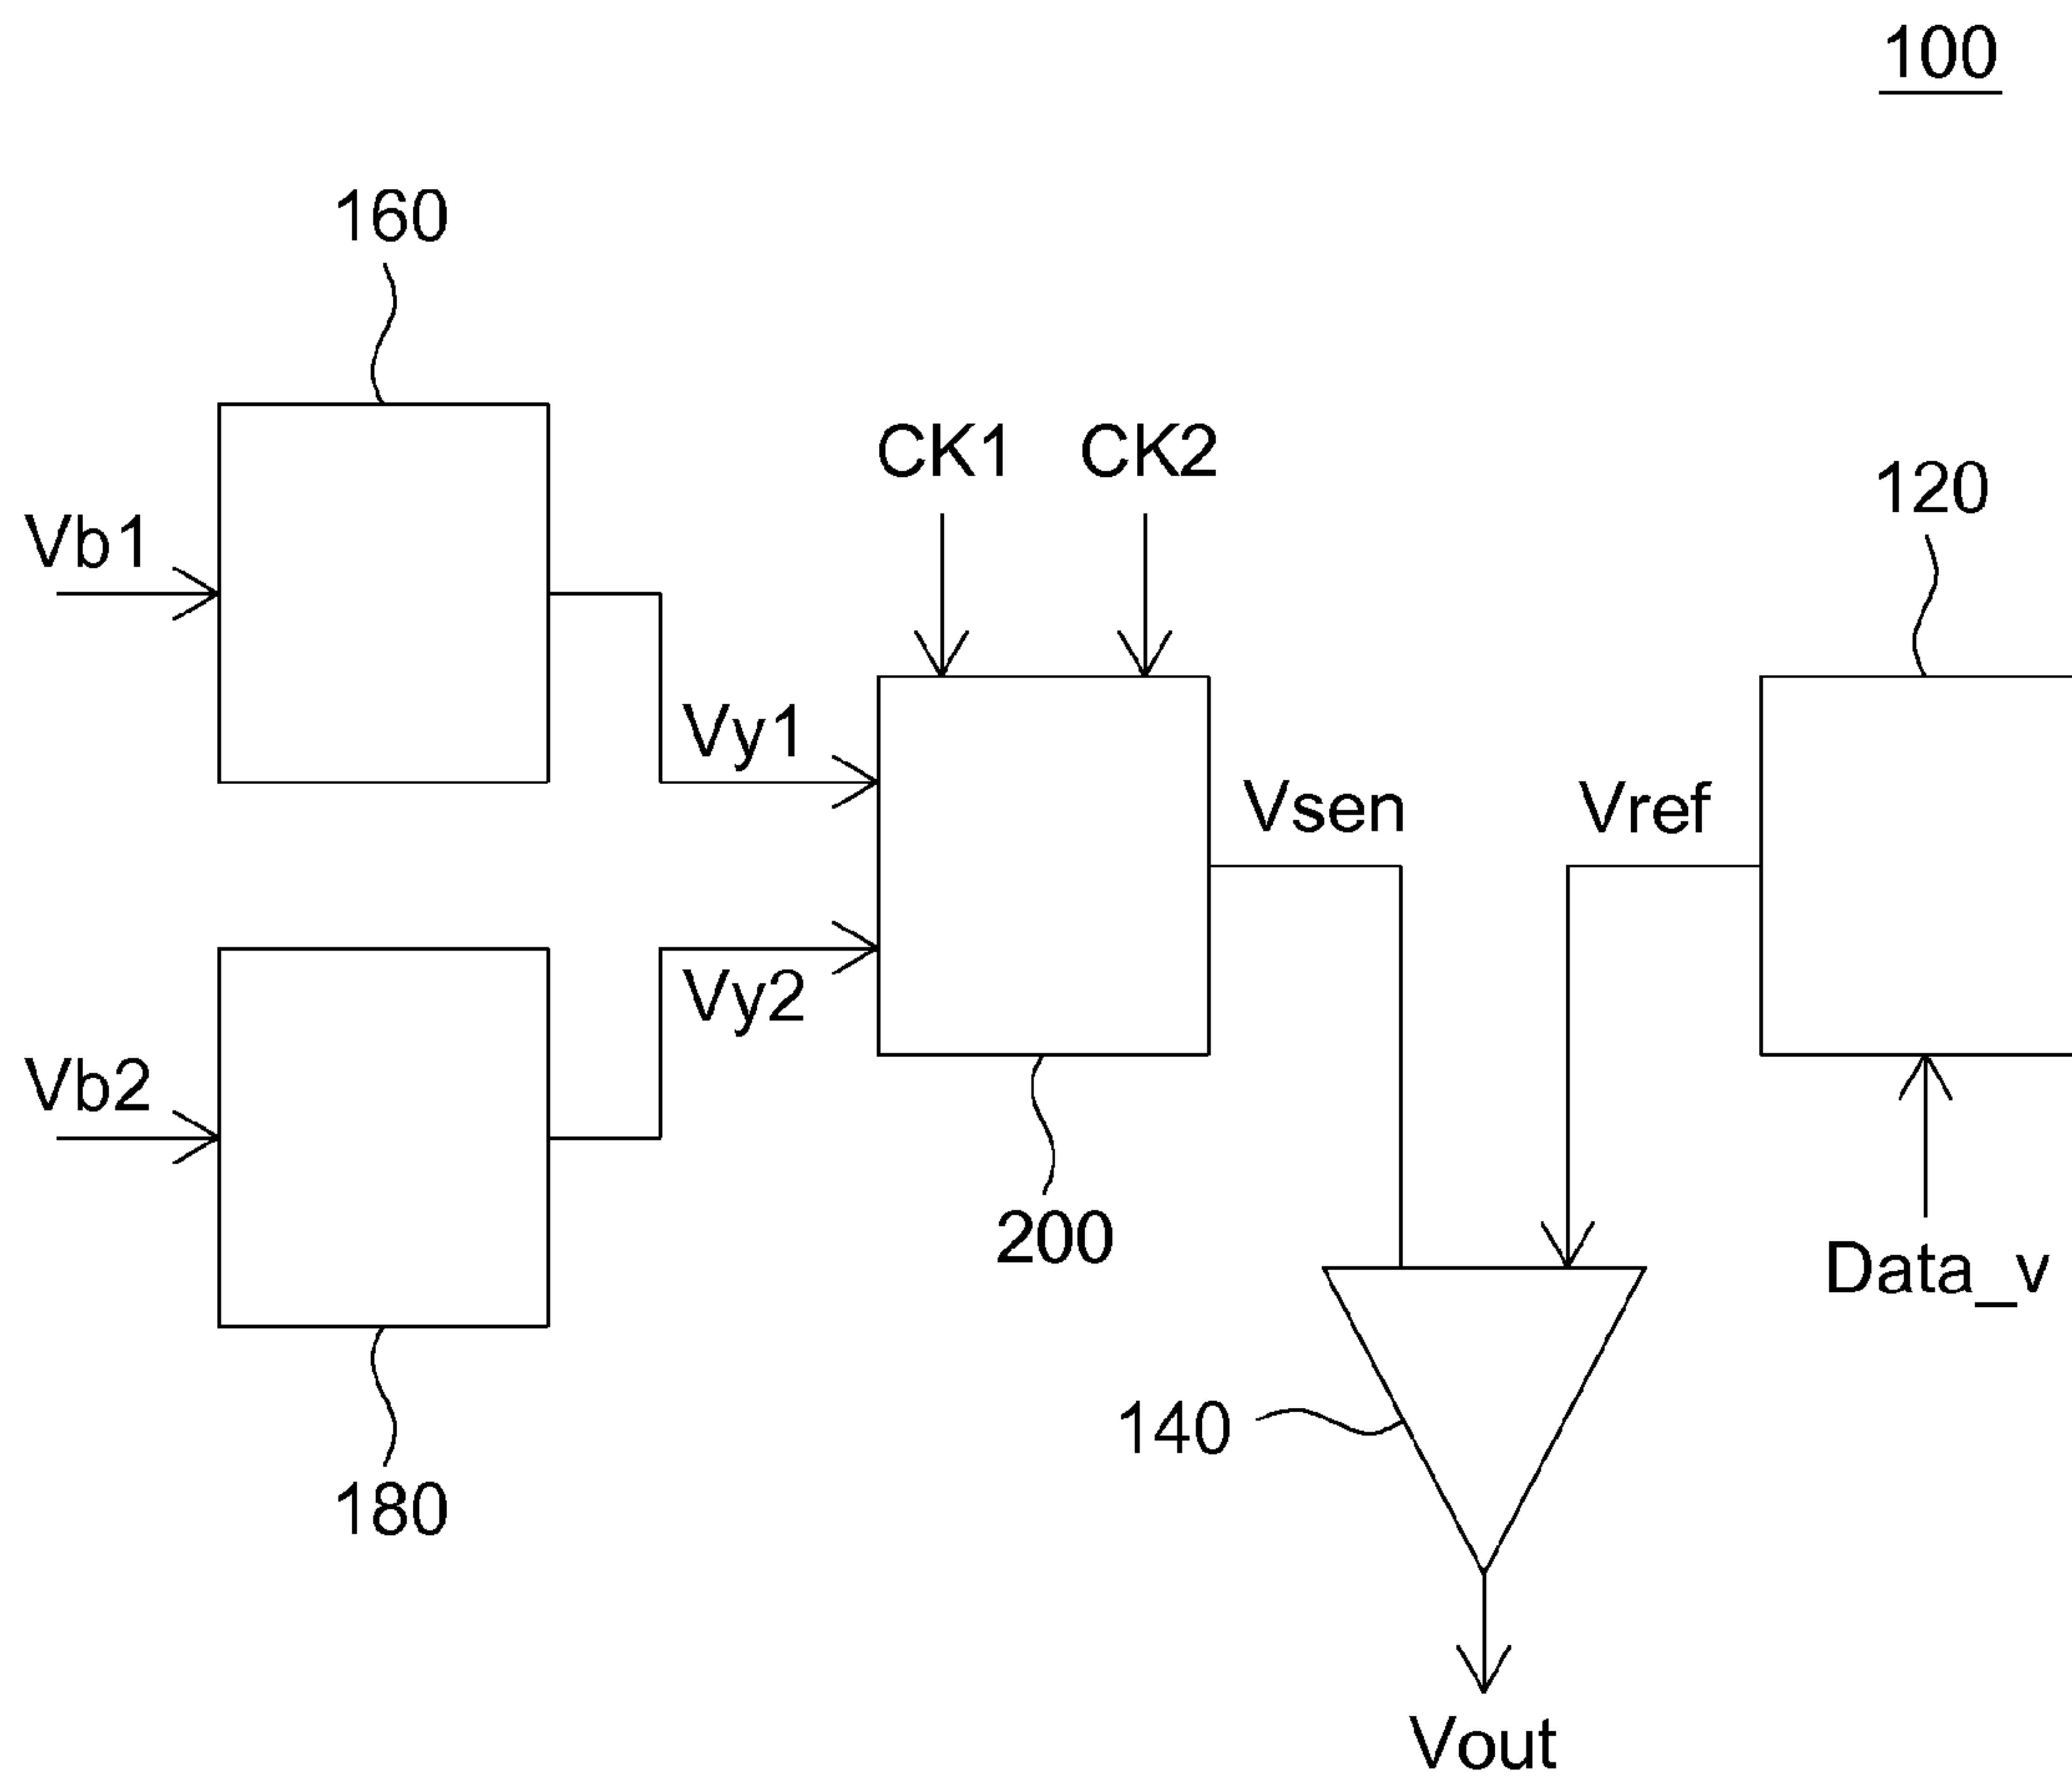 100
160
CK1 CK2
120
Vb1
Vy1
Vsen
Vref
Vy2
Vb2
200
Data_v
140
180
Vout